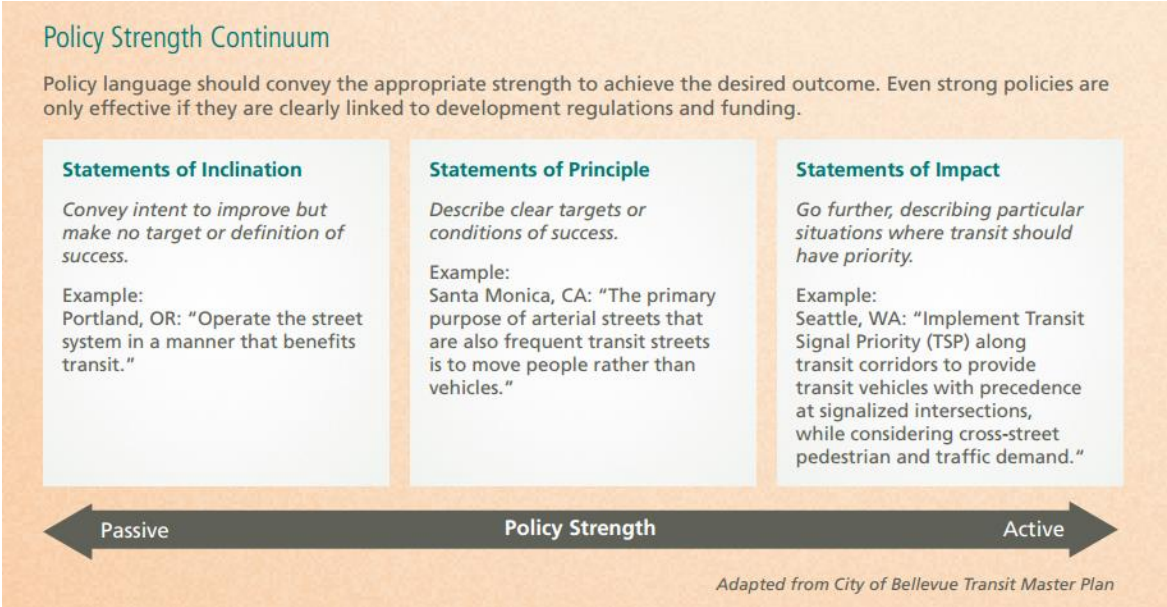 Policy Strength Continuum
Policy language should convey the appropriate strength to achieve the desired outcome. Even strong policies are
only effective if they are clearly linked to development regulations and funding.
Statements of Inclination
Convey intent to improve but
make no target or definition of
success.
Example:
Portland, OR: “Operate the street
system in a manner that benefits
transit.”
Statements of Principle
Describe clear targets or
conditions of success.
Example:
Santa Monica, CA: “The primary
purpose of arterial streets that
are also frequent transit streets
is to move people rather than
vehicles.”
Statements of Impact
Go further, describing particular
situations where transit should
have priority.
Example:
Seattle, WA: “Implement Transit
Signal Priority (TSP) along
transit corridors to provide
transit vehicles with precedence
at signalized intersections,
while considering cross-street
pedestrian and traffic demand.”
Passive
Policy Strength
Active
Adapted from City of Bellevue Transit Master Plan